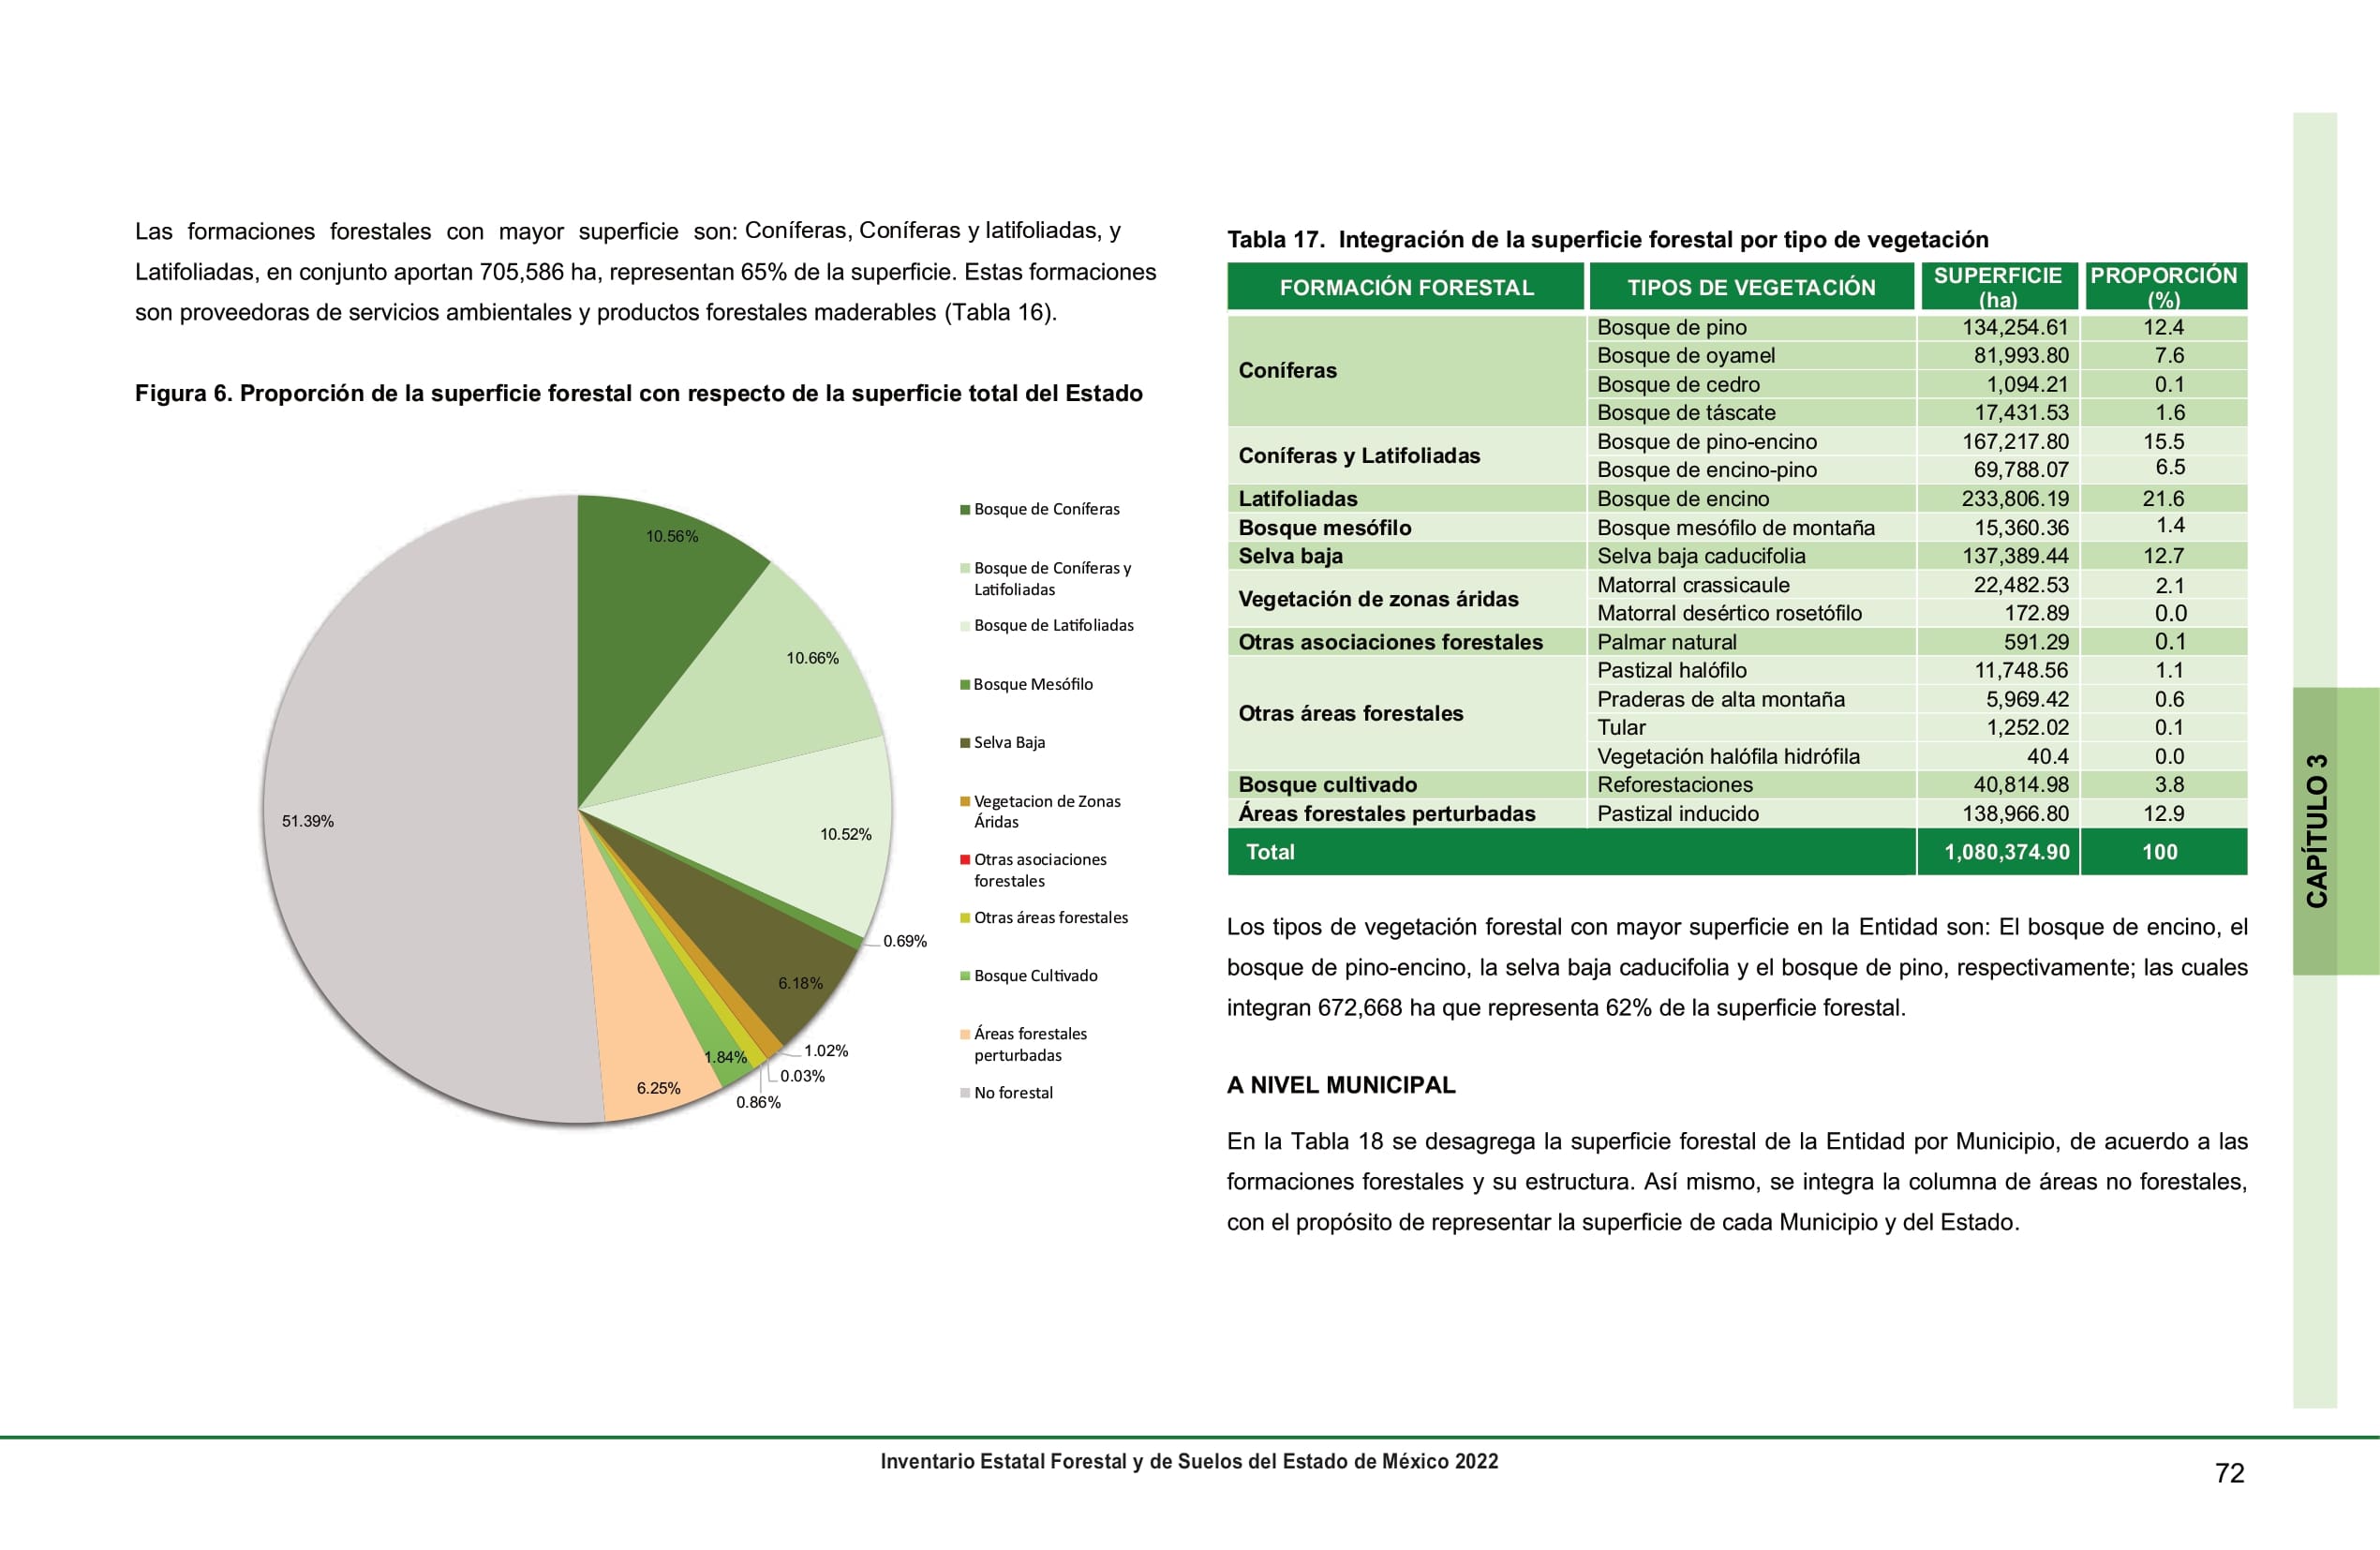 Las formaciones forestales con mayor superficie son: Coníferas, Coníferas y latifoliadas, y
Latifoliadas, en conjunto aportan 705,586 ha, representan 65% de la superficie. Estas formaciones
son proveedoras de servicios ambientales y productos forestales maderables (Tabla 16).
Figura 6. Proporción de la superficie forestal con respecto de la superficie total del Estado
10.56%
10.66%
10.52%
0.69%
6.18%
1.02%
0.03%
0.86%
1.84%
6.25%
51.39%
Bosque de Coníferas
Bosque de Coníferas y
Latifoliadas
Bosque de Latifoliadas
Bosque Mesófilo
Selva Baja
Vegetacion de Zonas
Áridas
Otras asociaciones
forestales
Otras áreas forestales
Bosque Cultivado
Áreas forestales
perturbadas
No forestal
Tabla 17. Integración de la superficie forestal por tipo de vegetación
FORMACIÓN FORESTAL TIPOS DE VEGETACIÓN SUPERFICIE (ha) PROPORCIÓN (%)
Coníferas
Bosque de pino 134,254.61 12.4
Bosque de oyamel 81,993.80 7.6
Bosque de cedro 1,094.21 0.1
Bosque de táscate 17,431.53 1.6
Coníferas y Latifoliadas
Bosque de pino-encino 167,217.80 15.5
Bosque de encino-pino 69,788.07 6.5
Latifoliadas Bosque de encino 233,806.19 21.6
Bosque mesófilo Bosque mesófilo de montaña 15,360.36 1.4
Selva baja Selva baja caducifolia 137,389.44 12.7
Vegetación de zonas áridas
Matorral crassicaule 22,482.53 2.1
Matorral desértico rosetófilo 172.89 0.0
Otras asociaciones forestales Palmar natural 591.29 0.1
Otras áreas forestales
Pastizal halófilo 11,748.56 1.1
Praderas de alta montaña 5,969.42 0.6
Tular 1,252.02 0.1
Vegetación halófila hidrófila 40.4 0.0
Bosque cultivado Reforestaciones 40,814.98 3.8
Áreas forestales perturbadas Pastizal inducido 138,966.80 12.9
Total 1,080,374.90 100
Los tipos de vegetación forestal con mayor superficie en la Entidad son: El bosque de encino, el
bosque de pino-encino, la selva baja caducifolia y el bosque de pino, respectivamente; las cuales
integran 672,668 ha que representa 62% de la superficie forestal.
A NIVEL MUNICIPAL
En la Tabla 18 se desagrega la superficie forestal de la Entidad por Municipio, de acuerdo a las
formaciones forestales y su estructura. Así mismo, se integra la columna de áreas no forestales,
con el propósito de representar la superficie de cada Municipio y del Estado.
CAPÍTULO 3
Inventario Estatal Forestal y de Suelos del Estado de México 2022
72